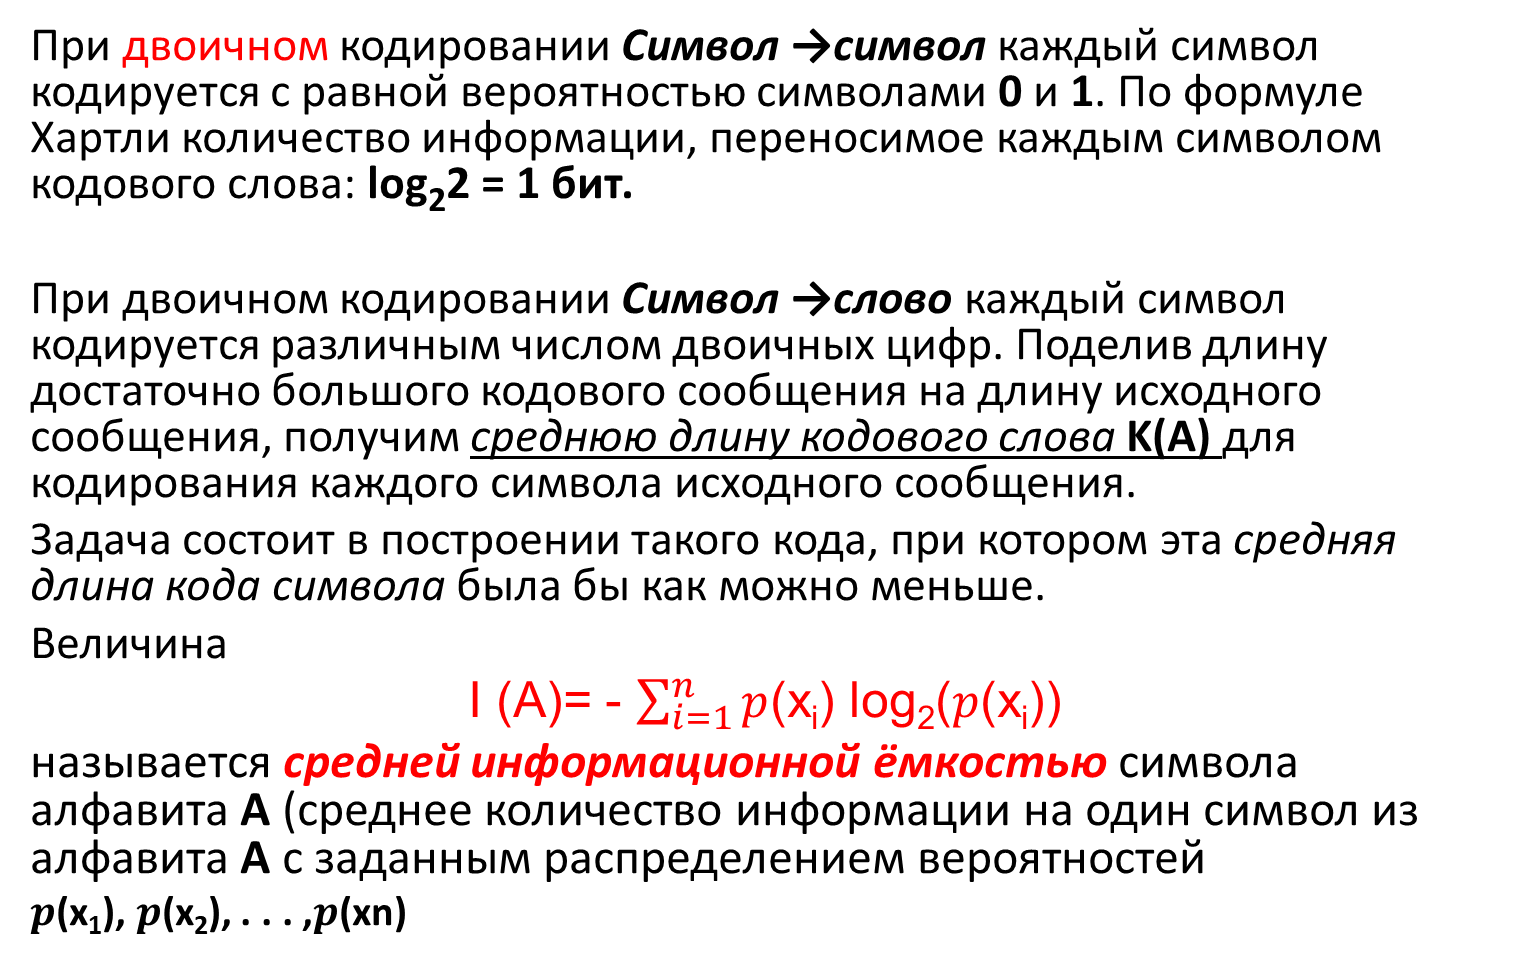 При двоичном кодировании Символ →символ каждый символ
кодируется с равной вероятностью символами 0 и 1. По формуле
Хартли количество информации, переносимое каждым символом
кодового слова: log₂2 = 1 бит.
При двоичном кодировании Символ →слово каждый символ
кодируется различным числом двоичных цифр. Поделив длину
достаточно большого кодового сообщения на длину исходного
сообщения, получим среднюю длину кодового слова K(A) для
кодирования каждого символа исходного сообщения.
Задача состоит в построении такого кода, при котором эта средняя
длина кода символа была бы как можно меньше.
Величина
I (A)= - ∑ⁿᵢ₌₁ 𝑝(xᵢ) log₂(𝑝(xᵢ))
называется средней информационной ёмкостью символа
алфавита А (среднее количество информации на один символ из
алфавита А с заданным распределением вероятностей
𝒑(x₁), 𝒑(x₂), . . . ,𝒑(xn)